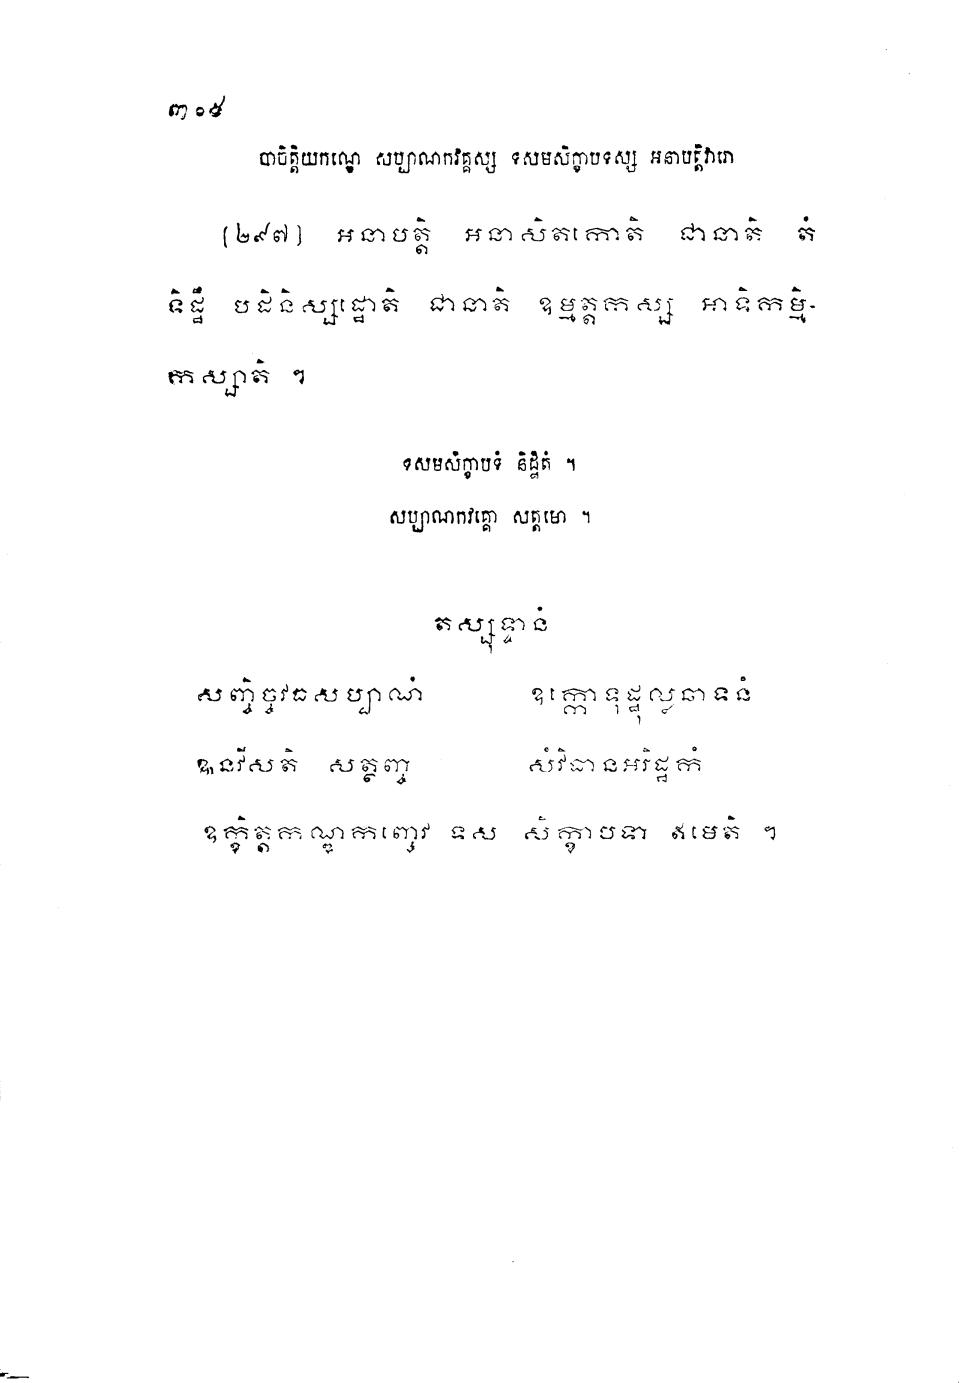 ៣១៥
បាចិត្តិយកណ្ឌេ សប្បាណកវគ្គស្ស ទសមសិក្ខាបទស្ស អនាបត្តិវារោ
(២៩៧) អនាបត្តិ អនាសិតកោតិ ជានាតិ តំ
ទិដ្ឋឹ បដិនិស្សដ្ឋោតិ ជានាតិ ឧម្មត្តកស្ស អាទិកម្មិ-
កស្សាតិ ។
ទសមសិក្ខាបទំ និដ្ឋិតំ ។
សប្បាណកវគ្គោ សត្តមោ ។
តស្សុទ្ទានំ
សញ្ចិច្ចវធសប្បាណំ ឧក្កោ ទុដ្ឋុល្លធាទនំ
ឩនវីសតិ សត្ថញ្ច សំវិធានអរិដ្ឋកំ
ឧក្ខិត្តកណ្ឌកញ្ចេវ ទស សិក្ខាបទា ឥមេតិ ។